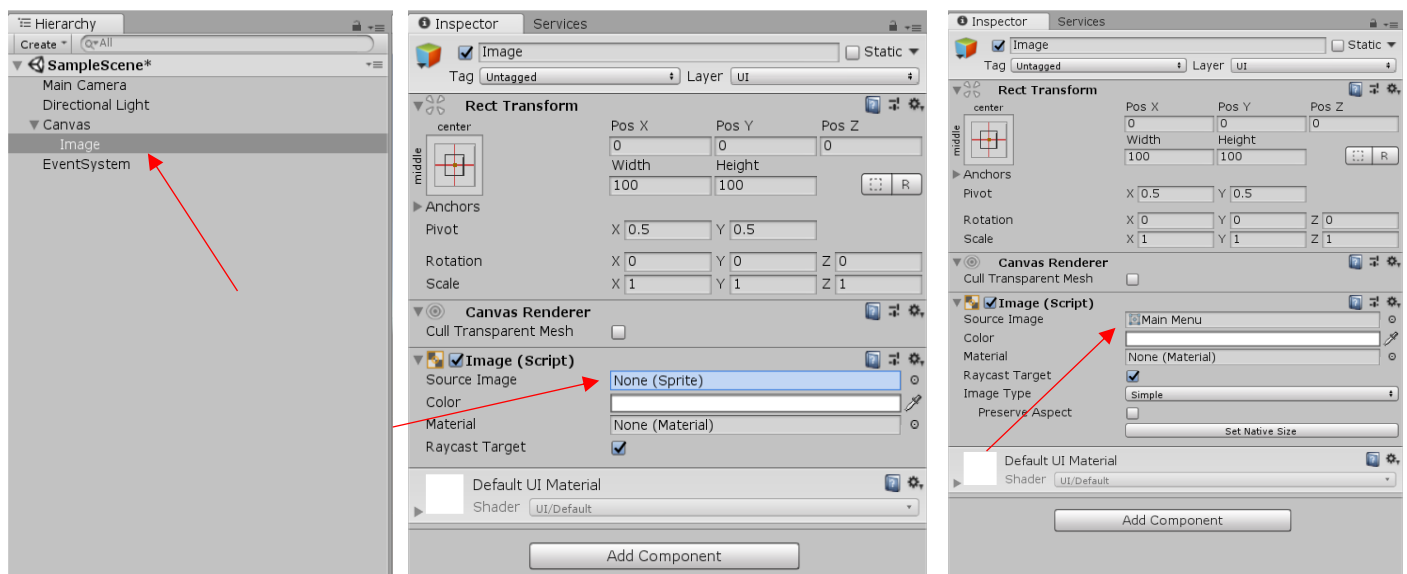 Hierarchy
Create
All
SampleScene*
Main Camera
Directional Light
Canvas
Image
EventSystem
Inspector Services
Image Static
Tag Untagged Layer UI
Rect Transform
center
middle
Pos X Pos Y Pos Z
0 0 0
Width Height
100 100
R
Anchors
Pivot X 0.5 Y 0.5
Rotation X 0 Y 0 Z 0
Scale X 1 Y 1 Z 1
Canvas Renderer
Cull Transparent Mesh
Image (Script)
Source Image None (Sprite)
Color
Material None (Material)
Raycast Target
Default UI Material
Shader UI/Default
Add Component
Inspector Services
Image Static
Tag Untagged Layer UI
Rect Transform
center
middle
Pos X Pos Y Pos Z
0 0 0
Width Height
100 100
R
Anchors
Pivot X 0.5 Y 0.5
Rotation X 0 Y 0 Z 0
Scale X 1 Y 1 Z 1
Canvas Renderer
Cull Transparent Mesh
Image (Script)
Source Image Main Menu
Color
Material None (Material)
Raycast Target
Image Type Simple
Preserve Aspect
Set Native Size
Default UI Material
Shader UI/Default
Add Component